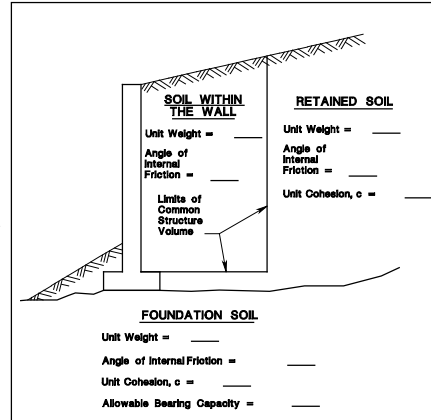 SOIL WITHIN
THE WALL
Unit Weight =
Angle of
Internal
Friction =
Limits of
Common
Structure
Volume
RETAINED SOIL
Unit Weight =
Angle of
Internal
Friction =
Unit Cohesion, c =
FOUNDATION SOIL
Unit Weight =
Angle of Internal Friction =
Unit Cohesion, c =
Allowable Bearing Capacity =